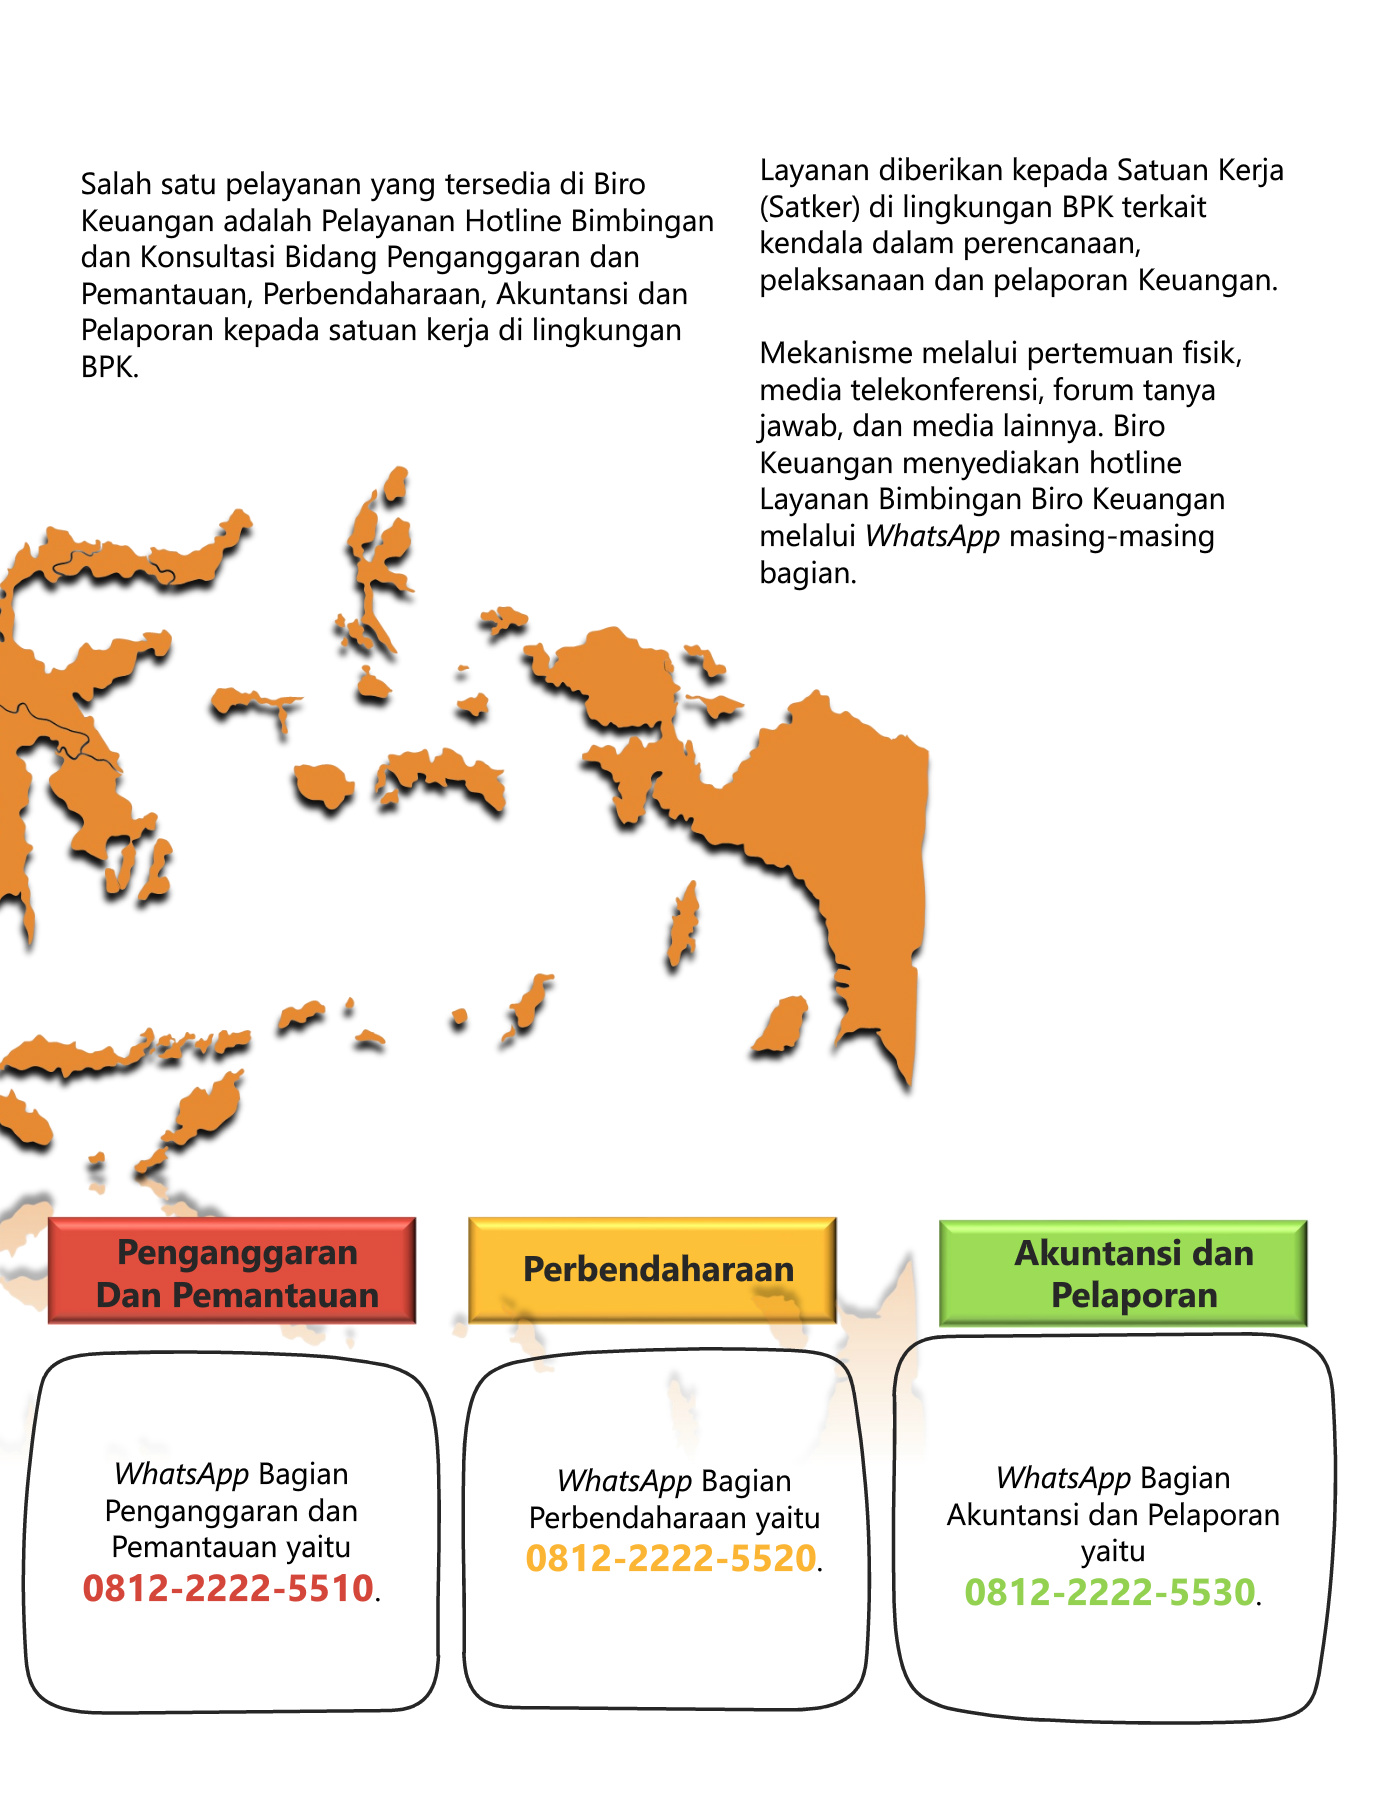 Salah satu pelayanan yang tersedia di Biro
Keuangan adalah Pelayanan Hotline Bimbingan
dan Konsultasi Bidang Penganggaran dan
Pemantauan, Perbendaharaan, Akuntansi dan
Pelaporan kepada satuan kerja di lingkungan
BPK.
Layanan diberikan kepada Satuan Kerja
(Satker) di lingkungan BPK terkait
kendala dalam perencanaan,
pelaksanaan dan pelaporan Keuangan.
Mekanisme melalui pertemuan fisik,
media telekonferensi, forum tanya
jawab, dan media lainnya. Biro
Keuangan menyediakan hotline
Layanan Bimbingan Biro Keuangan
melalui WhatsApp masing-masing
bagian.
Penganggaran
Dan Pemantauan
WhatsApp Bagian
Penganggaran dan
Pemantauan yaitu
0812-2222-5510.
Perbendaharaan
WhatsApp Bagian
Perbendaharaan yaitu
0812-2222-5520.
Akuntansi dan
Pelaporan
WhatsApp Bagian
Akuntansi dan Pelaporan
yaitu
0812-2222-5530.